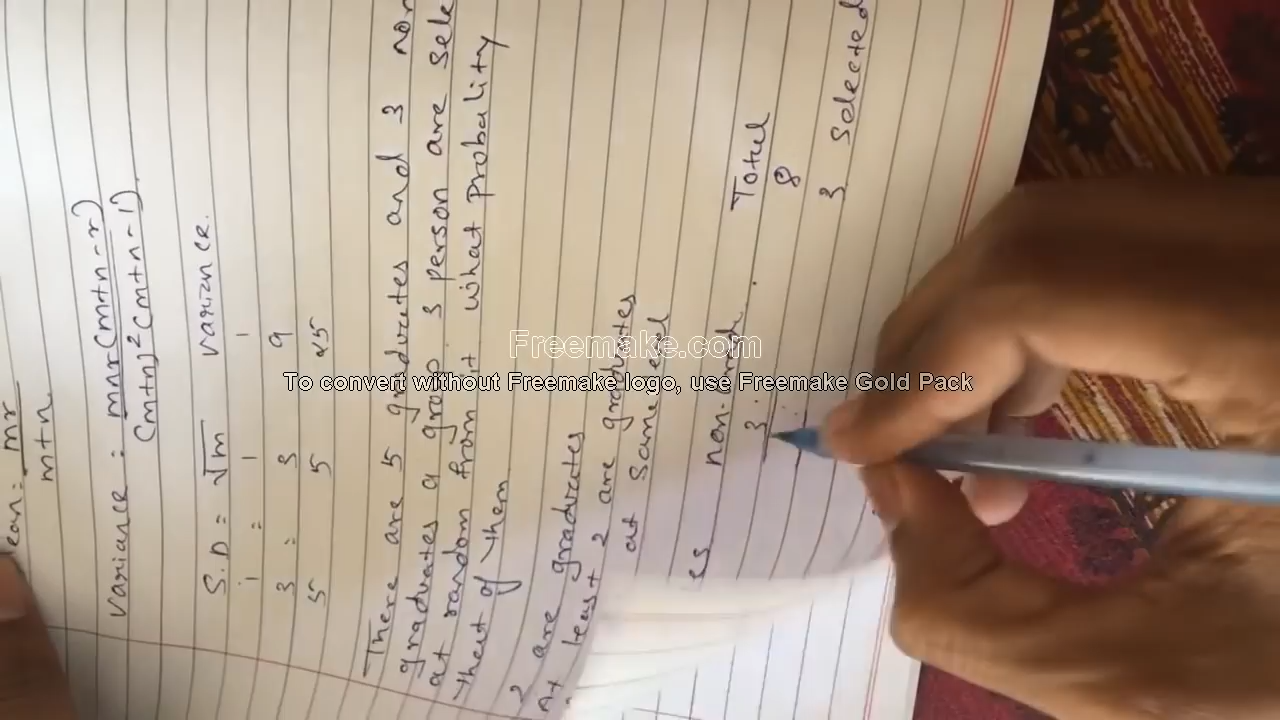 ean = mr
m+n
variance : mnr(m+n-r)
(m+n)²(m+n-1).
S.D = √m variance.
1 = 1 1
3 = 3 9
5 5 25
There are 5 graduates and 3 non
graduates a group 3 person are sele
at random from it what probality
that of them
2 are graduates
At least 2 are graduates
at same
es non. Total
3. 8
3 selected
Freemake.com
To convert without Freemake logo, use Freemake Gold Pack